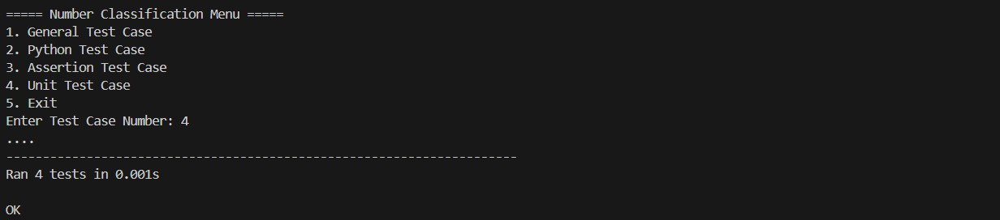 ===== Number Classification Menu =====
1. General Test Case
2. Python Test Case
3. Assertion Test Case
4. Unit Test Case
5. Exit
Enter Test Case Number: 4
....
----------------------------------------------------------------------
Ran 4 tests in 0.001s
OK